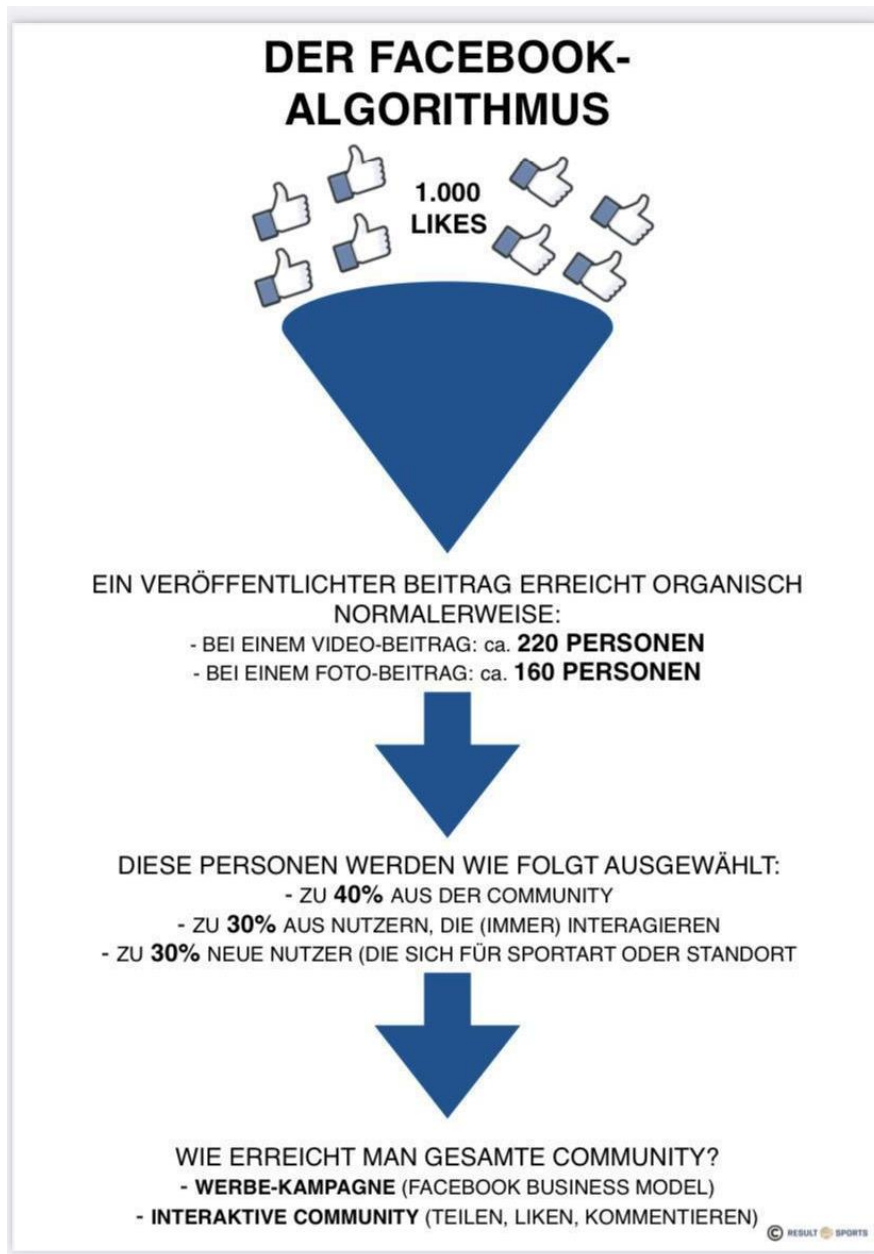 DER FACEBOOK-
ALGORITHMUS
1.000
LIKES
EIN VERÖFFENTLICHTER BEITRAG ERREICHT ORGANISCH
NORMALERWEISE:
- BEI EINEM VIDEO-BEITRAG: ca. 220 PERSONEN
- BEI EINEM FOTO-BEITRAG: ca. 160 PERSONEN
DIESE PERSONEN WERDEN WIE FOLGT AUSGEWÄHLT:
- ZU 40% AUS DER COMMUNITY
- ZU 30% AUS NUTZERN, DIE (IMMER) INTERAGIEREN
- ZU 30% NEUE NUTZER (DIE SICH FÜR SPORTART ODER STANDORT
WIE ERREICHT MAN GESAMTE COMMUNITY?
- WERBE-KAMPAGNE (FACEBOOK BUSINESS MODEL)
- INTERAKTIVE COMMUNITY (TEILEN, LIKEN, KOMMENTIEREN)
© RESULT SPORTS